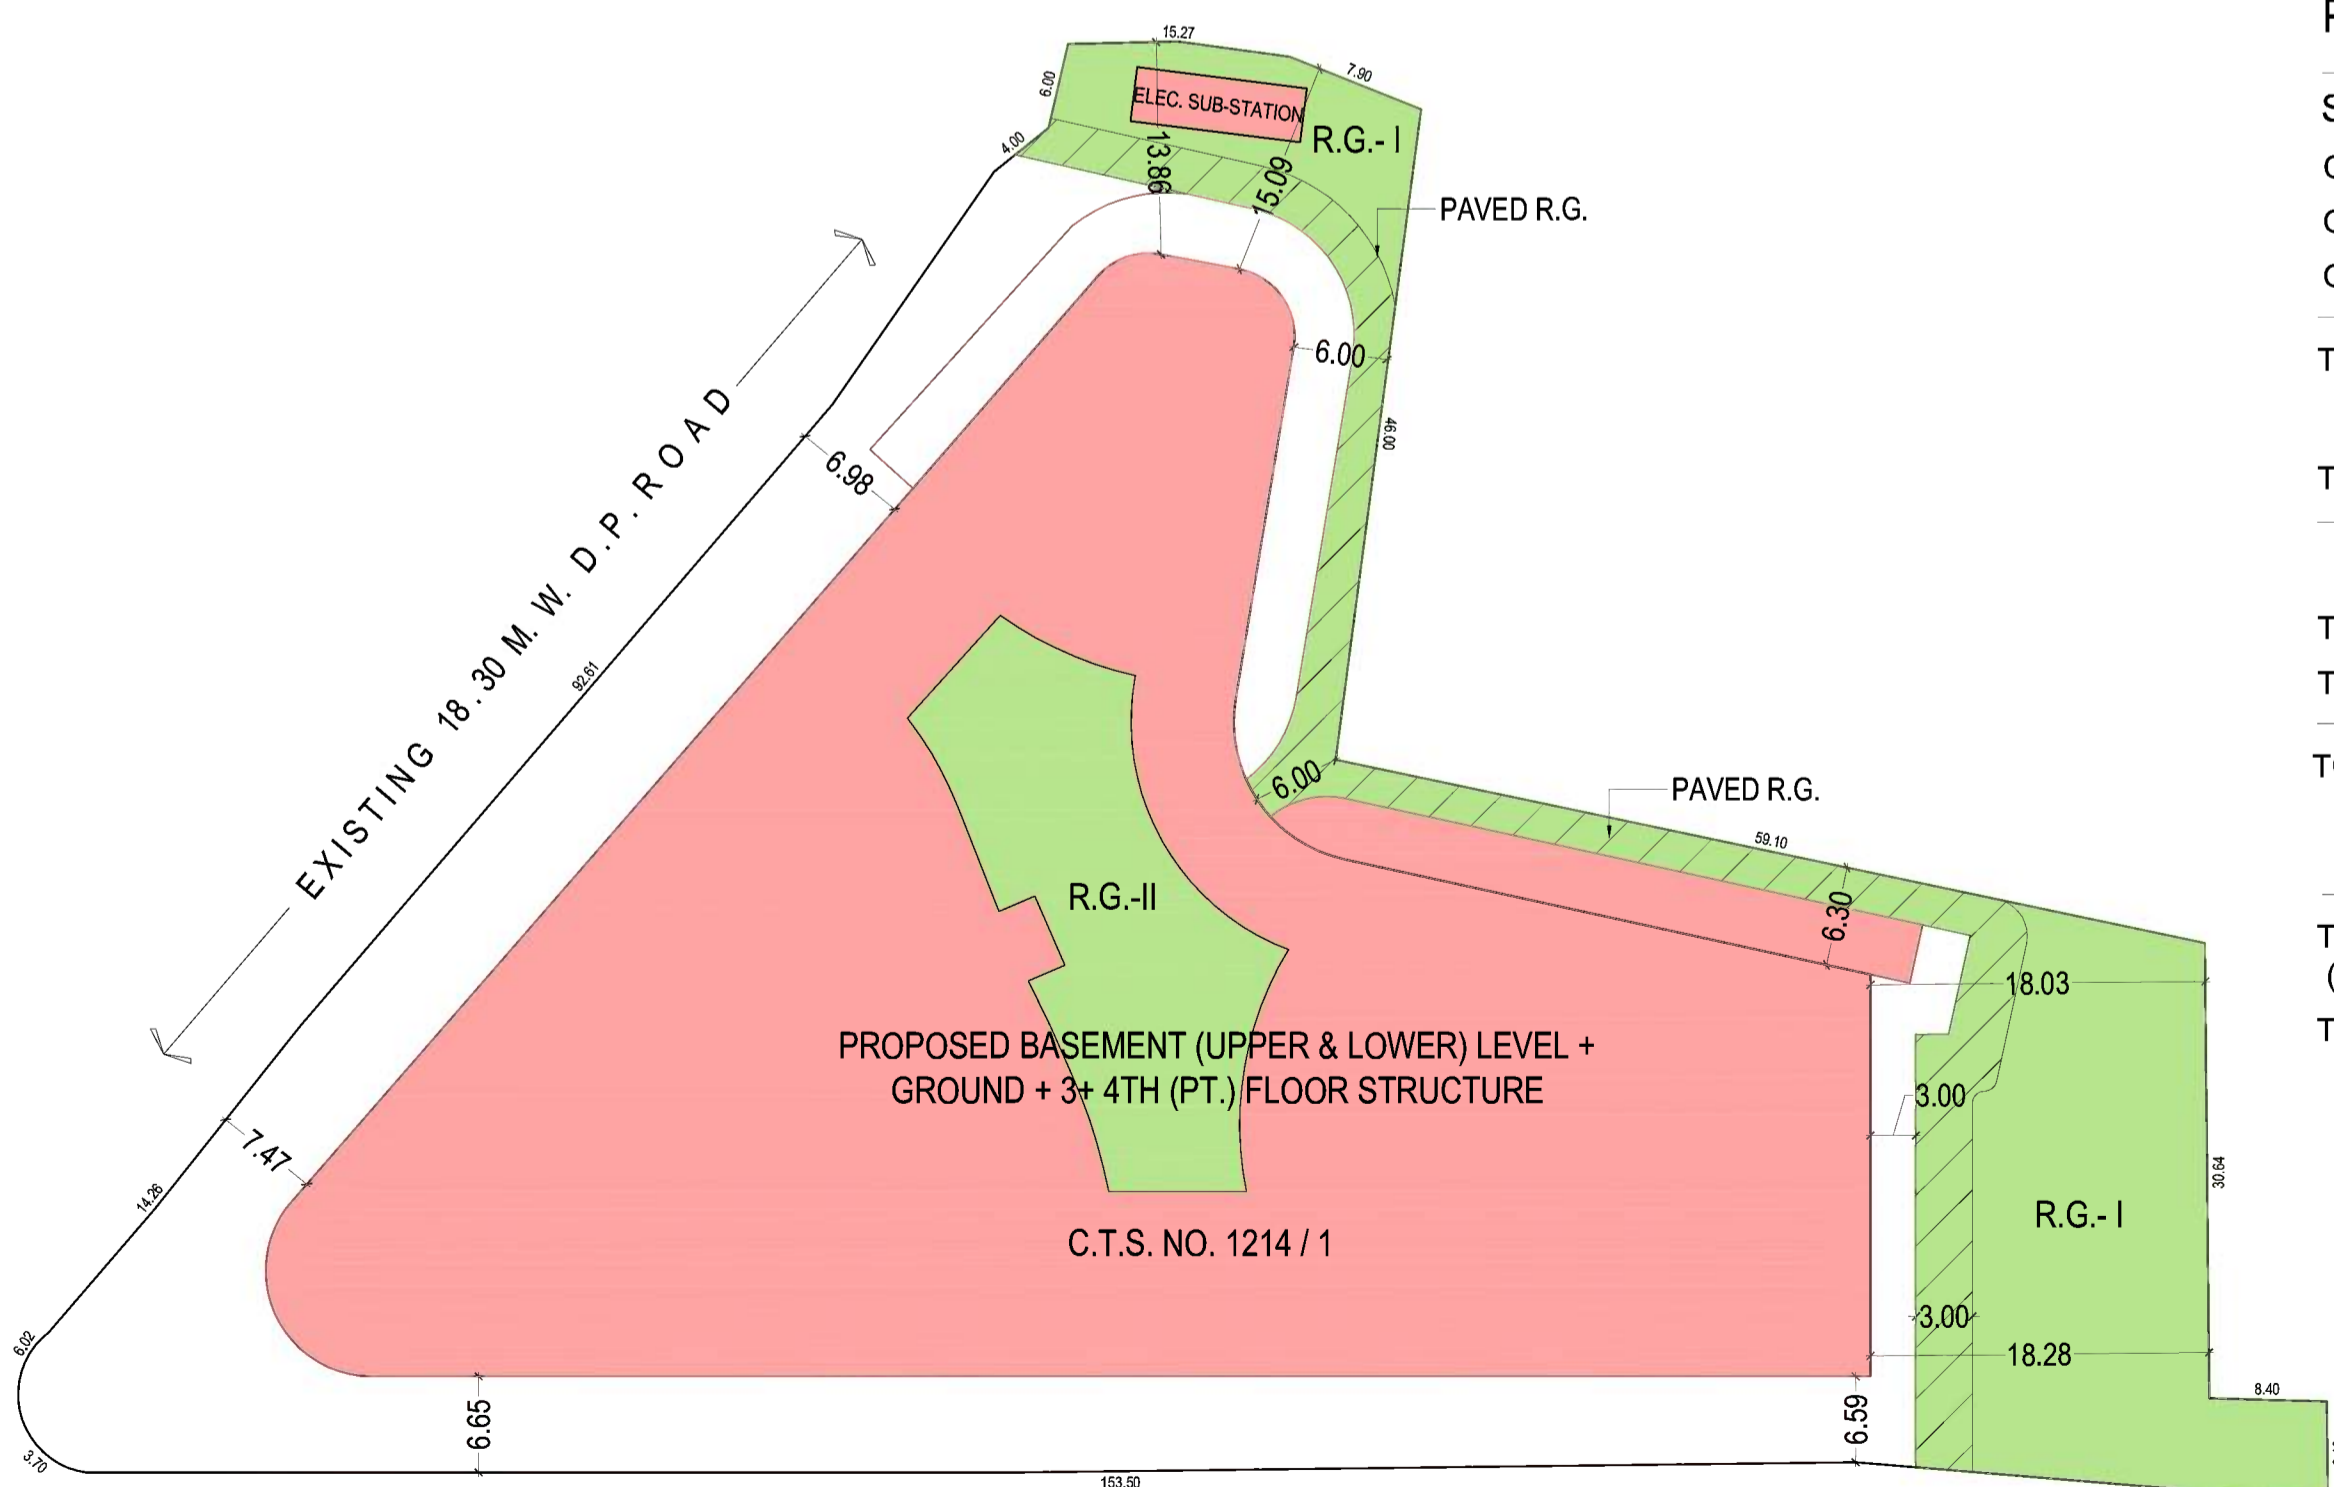 15.27
7.90
6.00
ELEC. SUB-STATION
R.G.- I
4.00
13.86
15.09
PAVED R.G.
6.00
46.00
6.98
EXISTING 18.30 M. W. D.P. ROAD
92.61
6.00
PAVED R.G.
59.10
6.30
R.G.-II
18.03
PROPOSED BASEMENT (UPPER & LOWER) LEVEL +
GROUND + 3+ 4TH (PT.) FLOOR STRUCTURE
3.00
7.47
14.26
30.64
R.G.- I
C.T.S. NO. 1214 / 1
3.00
18.28
6.02
8.40
6.65
6.59
3.70
153.50